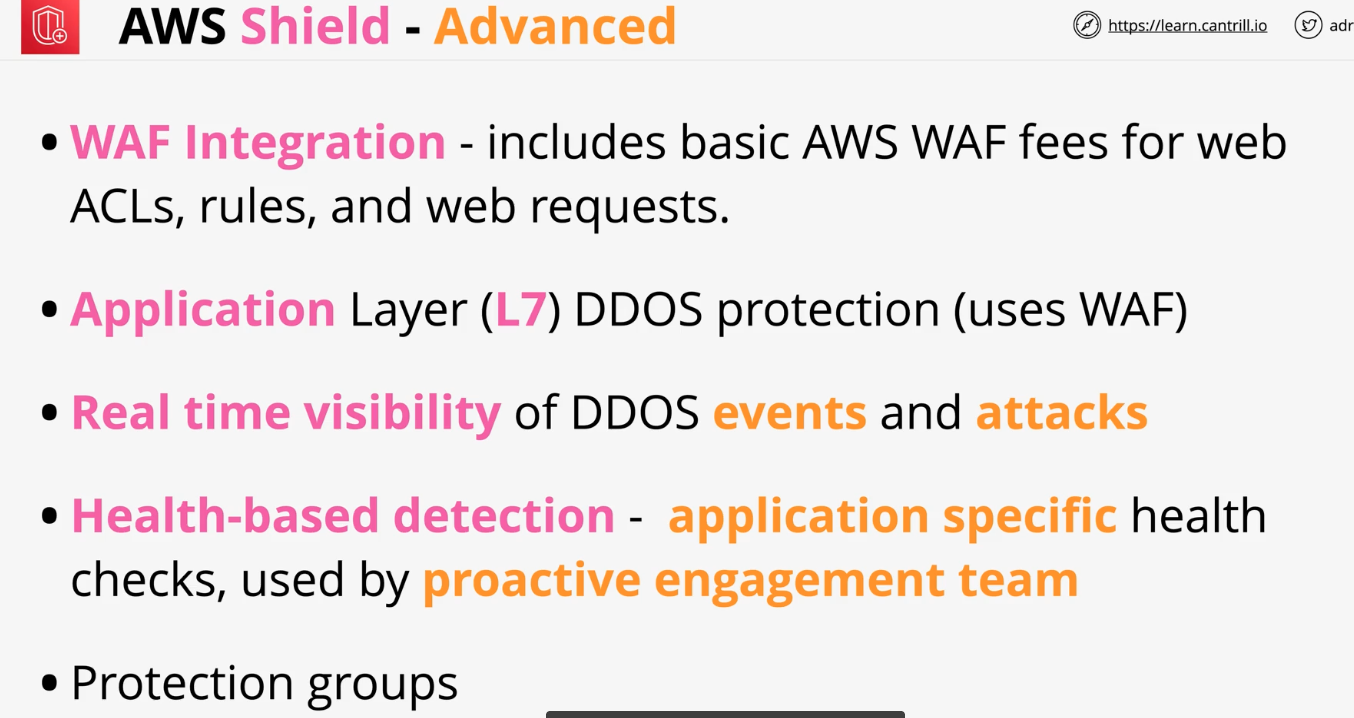 AWS Shield - Advanced
https://learn.cantrill.io
adr
• WAF Integration - includes basic AWS WAF fees for web
ACLs, rules, and web requests.
• Application Layer (L7) DDOS protection (uses WAF)
• Real time visibility of DDOS events and attacks
• Health-based detection - application specific health
checks, used by proactive engagement team
• Protection groups